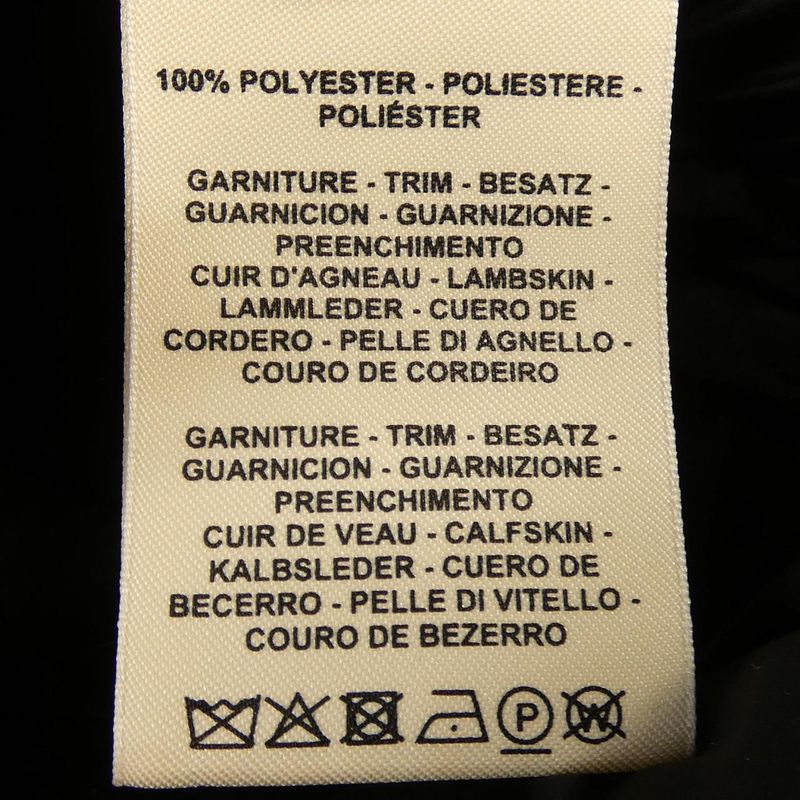 100% POLYESTER - POLIESTERE -
POLIÉSTER
GARNITURE - TRIM - BESATZ -
GUARNICION - GUARNIZIONE -
PREENCHIMENTO
CUIR D'AGNEAU - LAMBSKIN -
LAMMLEDER - CUERO DE
CORDERO - PELLE DI AGNELLO -
COURO DE CORDEIRO
GARNITURE - TRIM - BESATZ -
GUARNICION - GUARNIZIONE -
PREENCHIMENTO
CUIR DE VEAU - CALFSKIN -
KALBSLEDER - CUERO DE
BECERRO - PELLE DI VITELLO -
COURO DE BEZERRO
P W